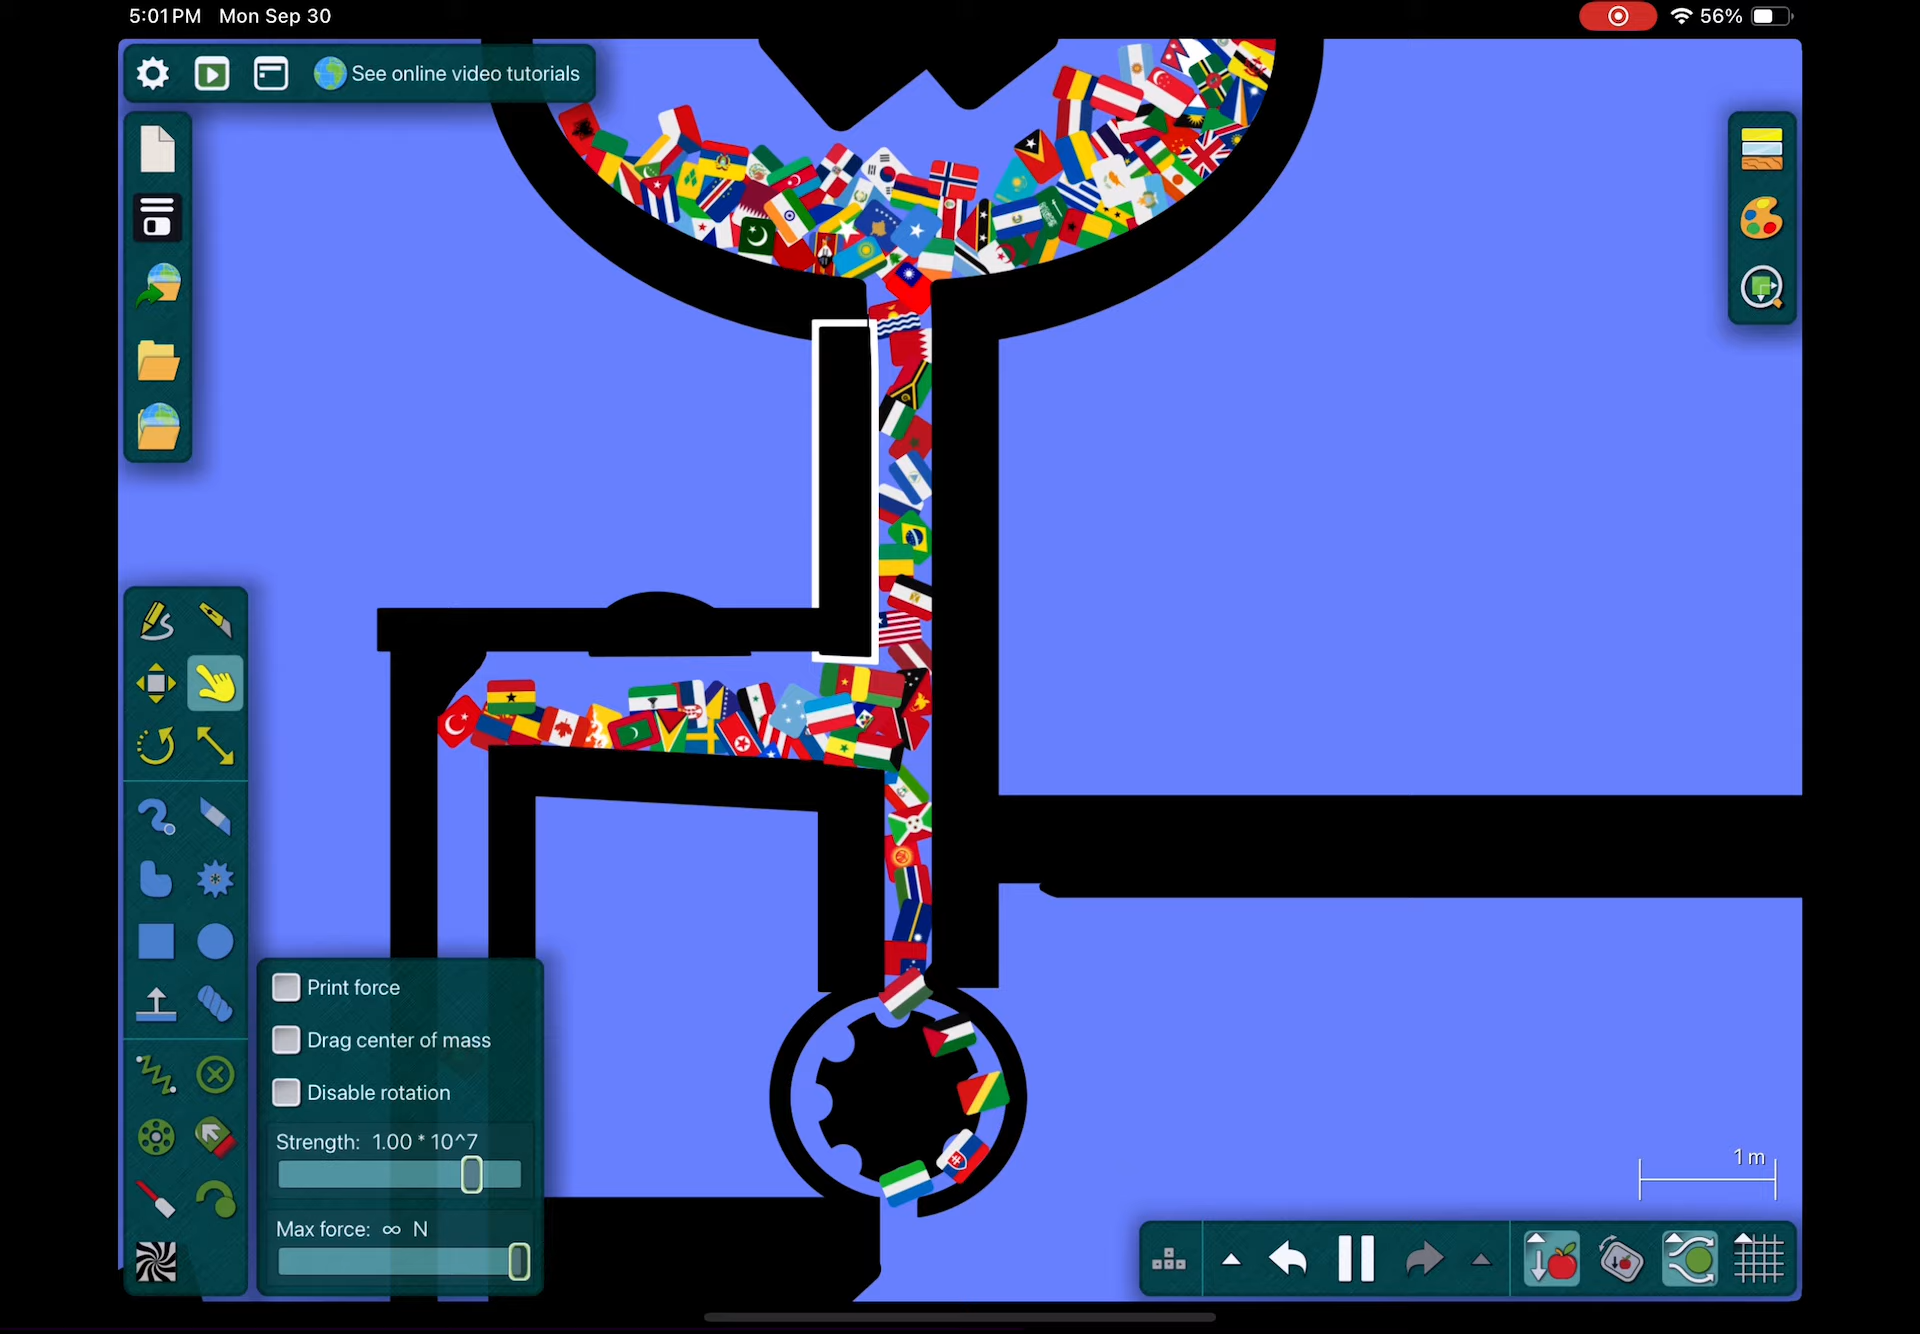 5:01 PM Mon Sep 30
56%
See online video tutorials
Print force
Drag center of mass
Disable rotation
Strength: 1.00 * 10^7
Max force: ∞ N
1 m